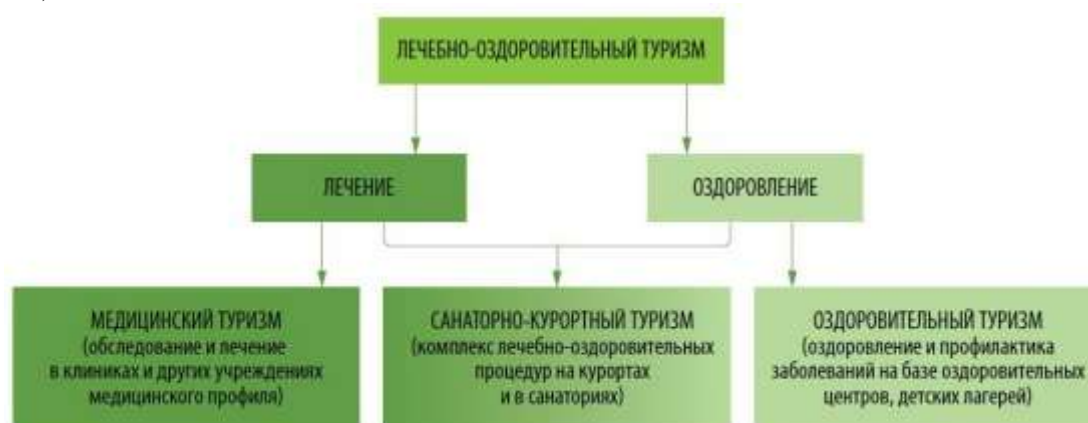 ЛЕЧЕБНО-ОЗДОРОВИТЕЛЬНЫЙ ТУРИЗМ
ЛЕЧЕНИЕ
ОЗДОРОВЛЕНИЕ
МЕДИЦИНСКИЙ ТУРИЗМ
(обследование и лечение
в клиниках и других учреждениях
медицинского профиля)
САНАТОРНО-КУРОРТНЫЙ ТУРИЗМ
(комплекс лечебно-оздоровительных
процедур на курортах
и в санаториях)
ОЗДОРОВИТЕЛЬНЫЙ ТУРИЗМ
(оздоровление и профилактика
заболеваний на базе оздоровительных
центров, детских лагерей)